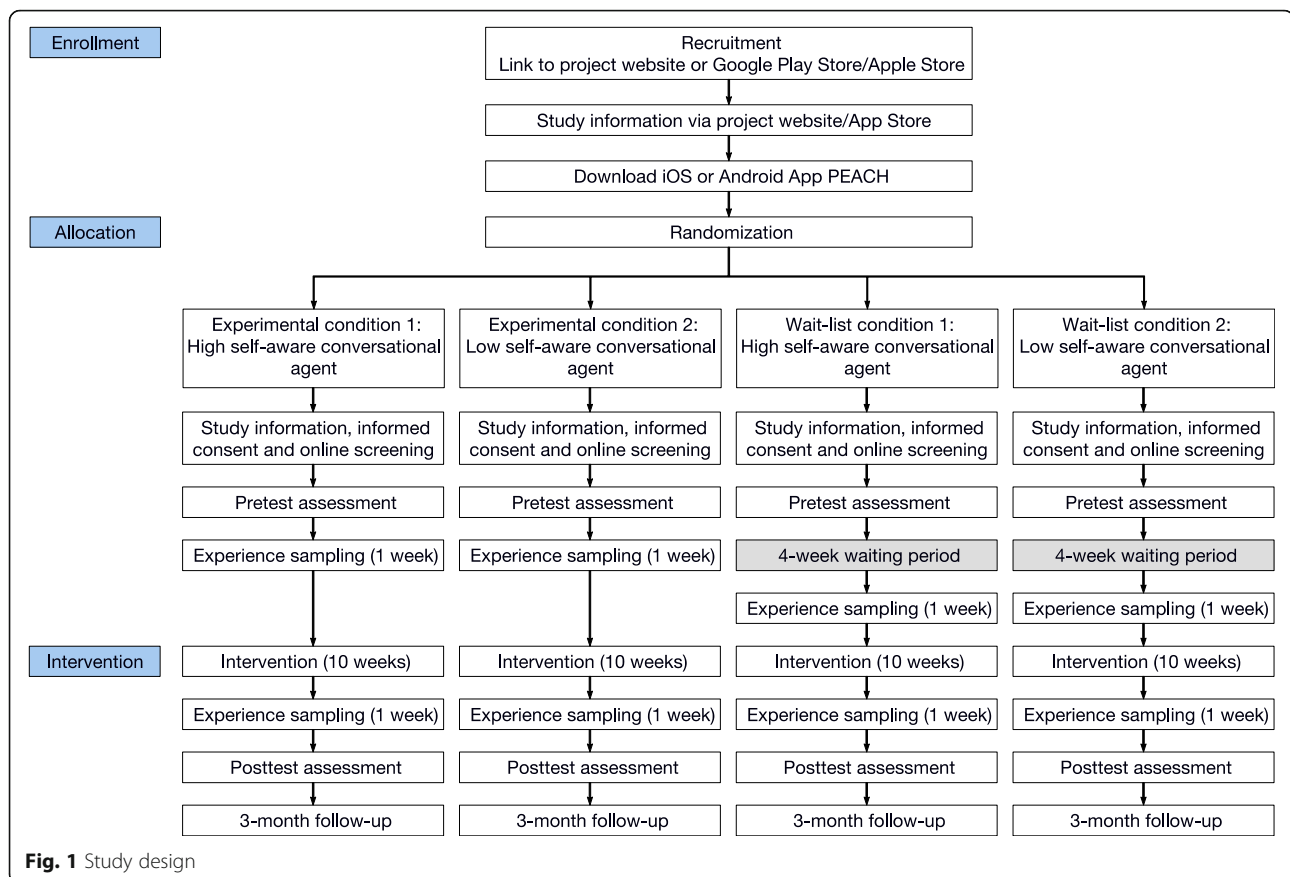 Enrollment
Recruitment
Link to project website or Google Play Store/Apple Store
Study information via project website/App Store
Download iOS or Android App PEACH
Allocation
Randomization
Experimental condition 1:
High self-aware conversational
agent
Experimental condition 2:
Low self-aware conversational
agent
Wait-list condition 1:
High self-aware conversational
agent
Wait-list condition 2:
Low self-aware conversational
agent
Study information, informed
consent and online screening
Study information, informed
consent and online screening
Study information, informed
consent and online screening
Study information, informed
consent and online screening
Pretest assessment
Pretest assessment
Pretest assessment
Pretest assessment
Experience sampling (1 week)
Experience sampling (1 week)
4-week waiting period
4-week waiting period
Experience sampling (1 week)
Experience sampling (1 week)
Intervention
Intervention (10 weeks)
Intervention (10 weeks)
Intervention (10 weeks)
Intervention (10 weeks)
Experience sampling (1 week)
Experience sampling (1 week)
Experience sampling (1 week)
Experience sampling (1 week)
Posttest assessment
Posttest assessment
Posttest assessment
Posttest assessment
3-month follow-up
3-month follow-up
3-month follow-up
3-month follow-up
Fig. 1 Study design